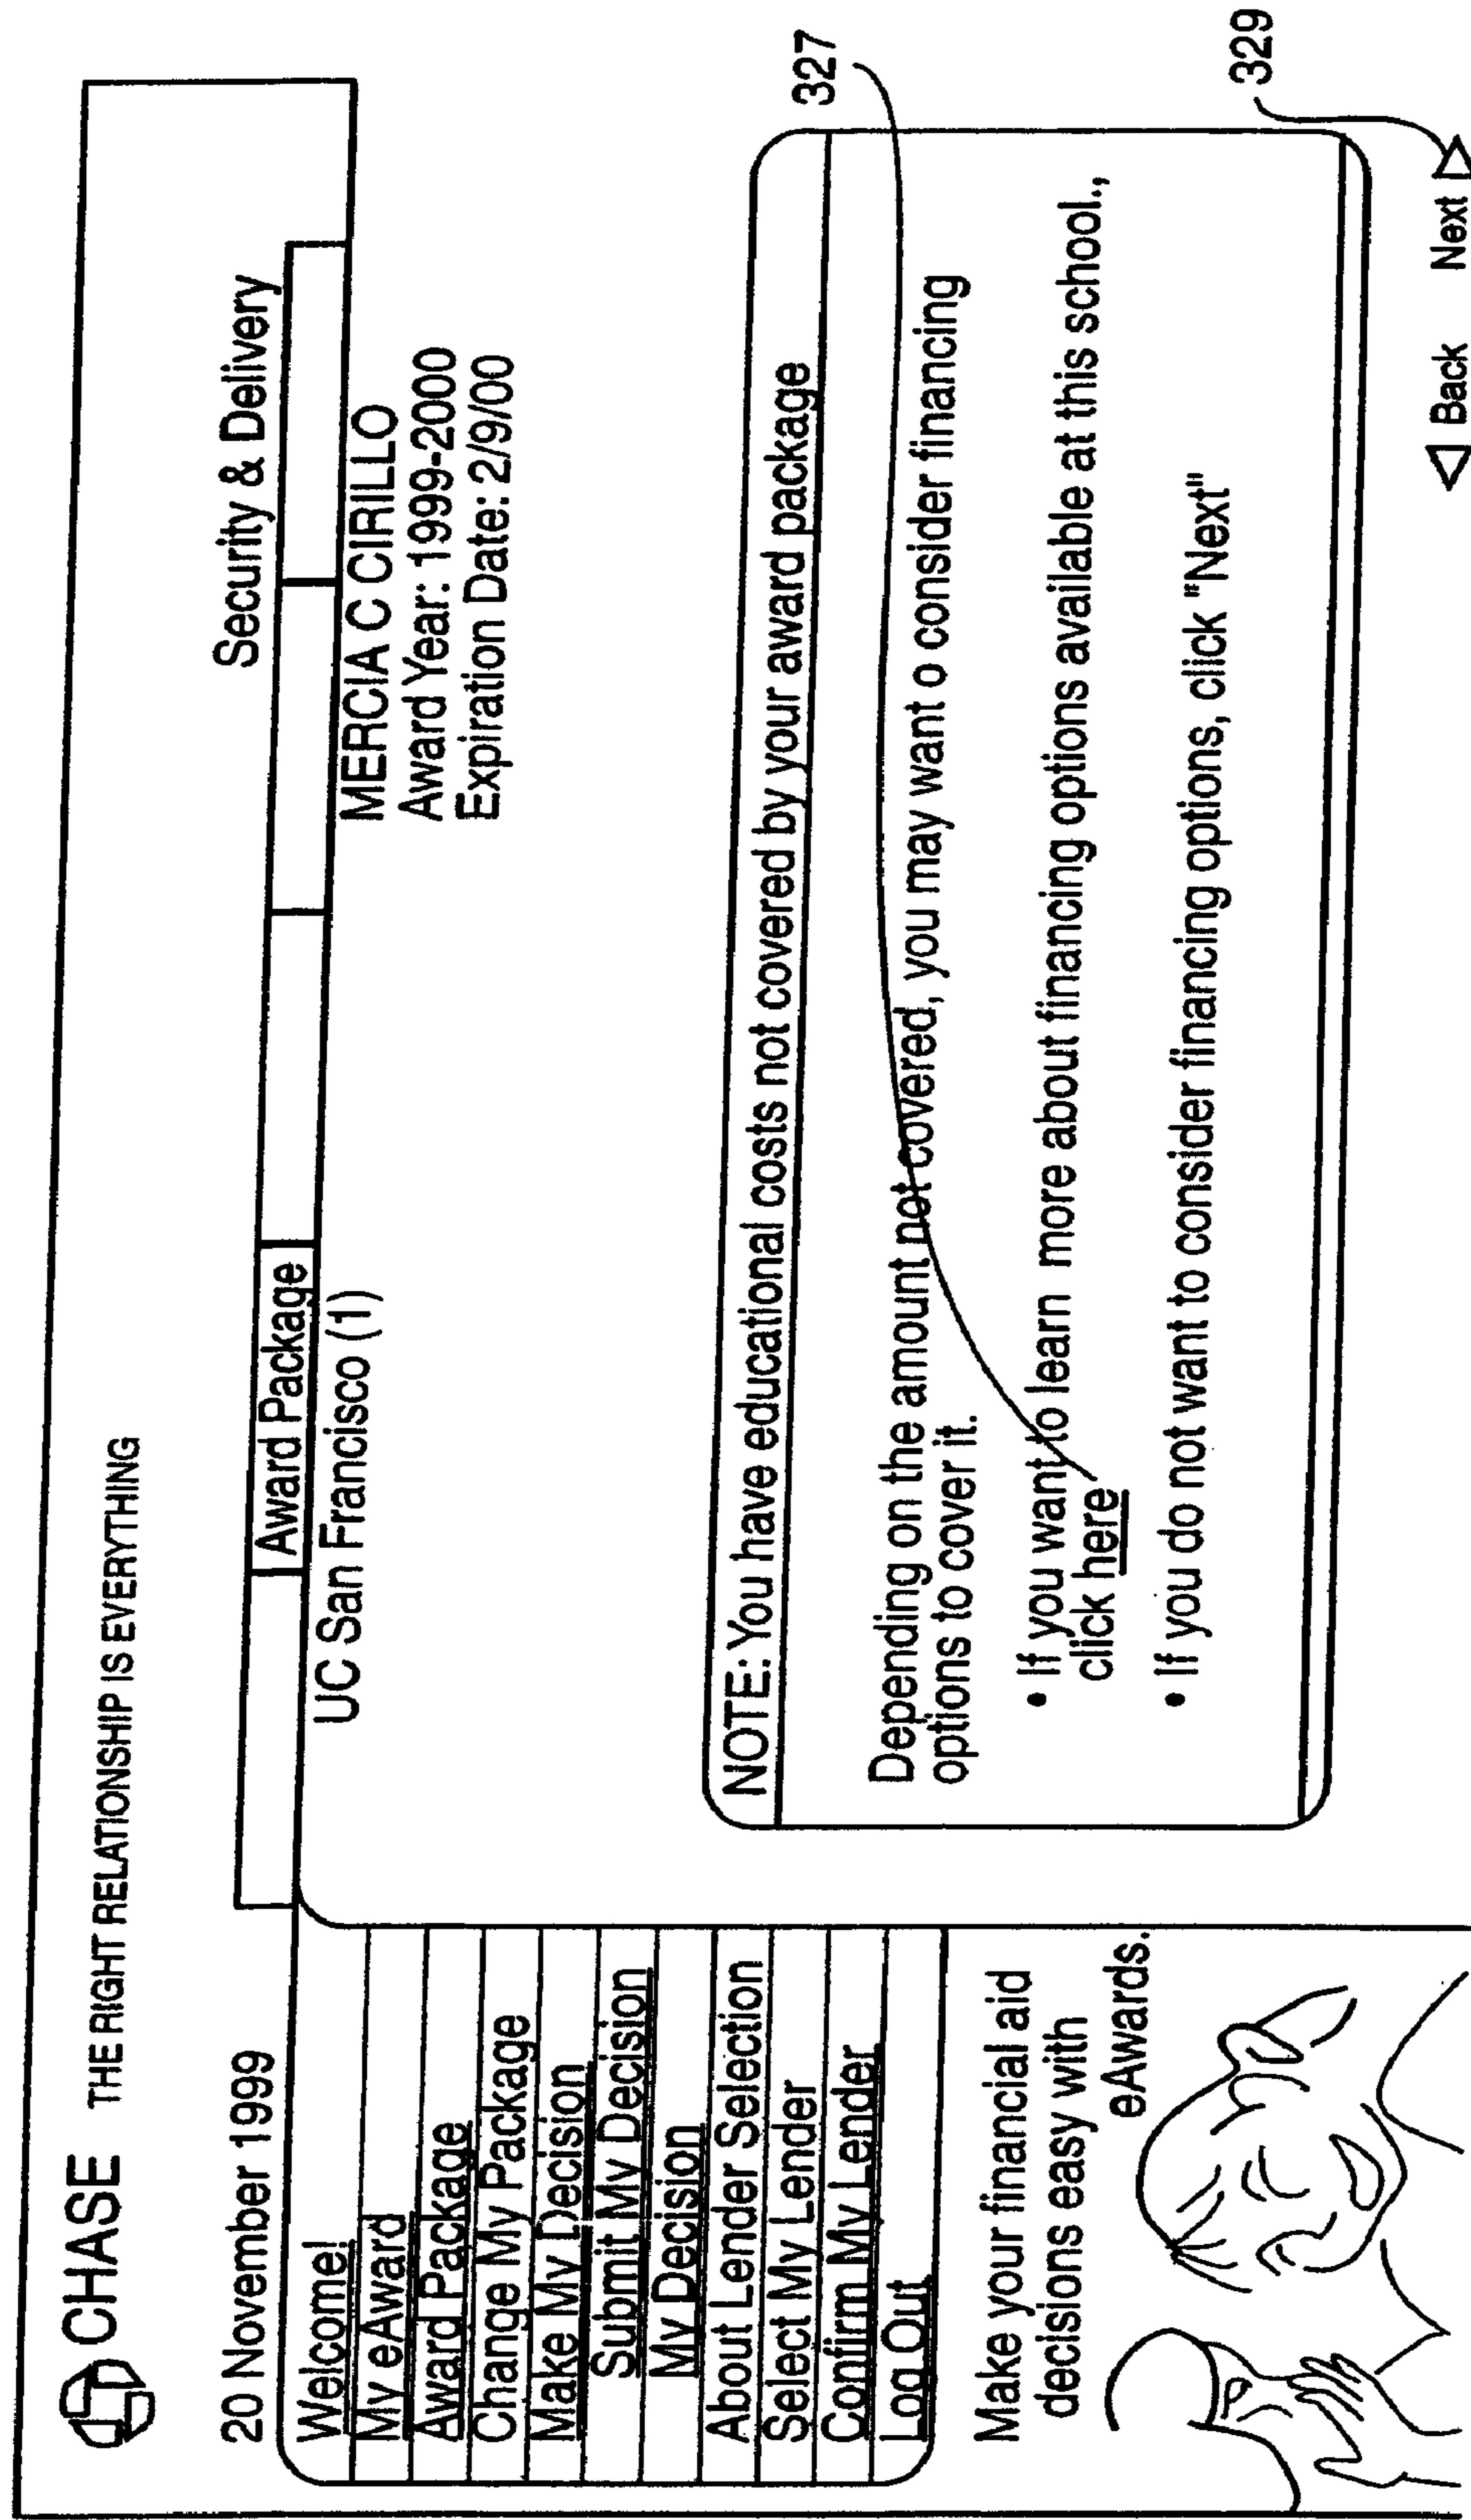 CHASE THE RIGHT RELATIONSHIP IS EVERYTHING
20 November 1999
Security & Delivery
Award Package
Welcome!
My eAward
Award Package
Change My Package
Make My Decision
Submit My Decision
My Decision
About Lender Selection
Select My Lender
Confirm My Lender
Log Out
Make your financial aid
decisions easy with
eAwards.
UC San Francisco (1)
MERCIA C CIRILLO
Award Year: 1999-2000
Expiration Date: 2/9/00
NOTE: You have educational costs not covered by your award package
327
Depending on the amount not covered, you may want o consider financing
options to cover it.
• If you want to learn more about financing options available at this school.,
click here
• If you do not want to consider financing options, click "Next"
329
Back Next